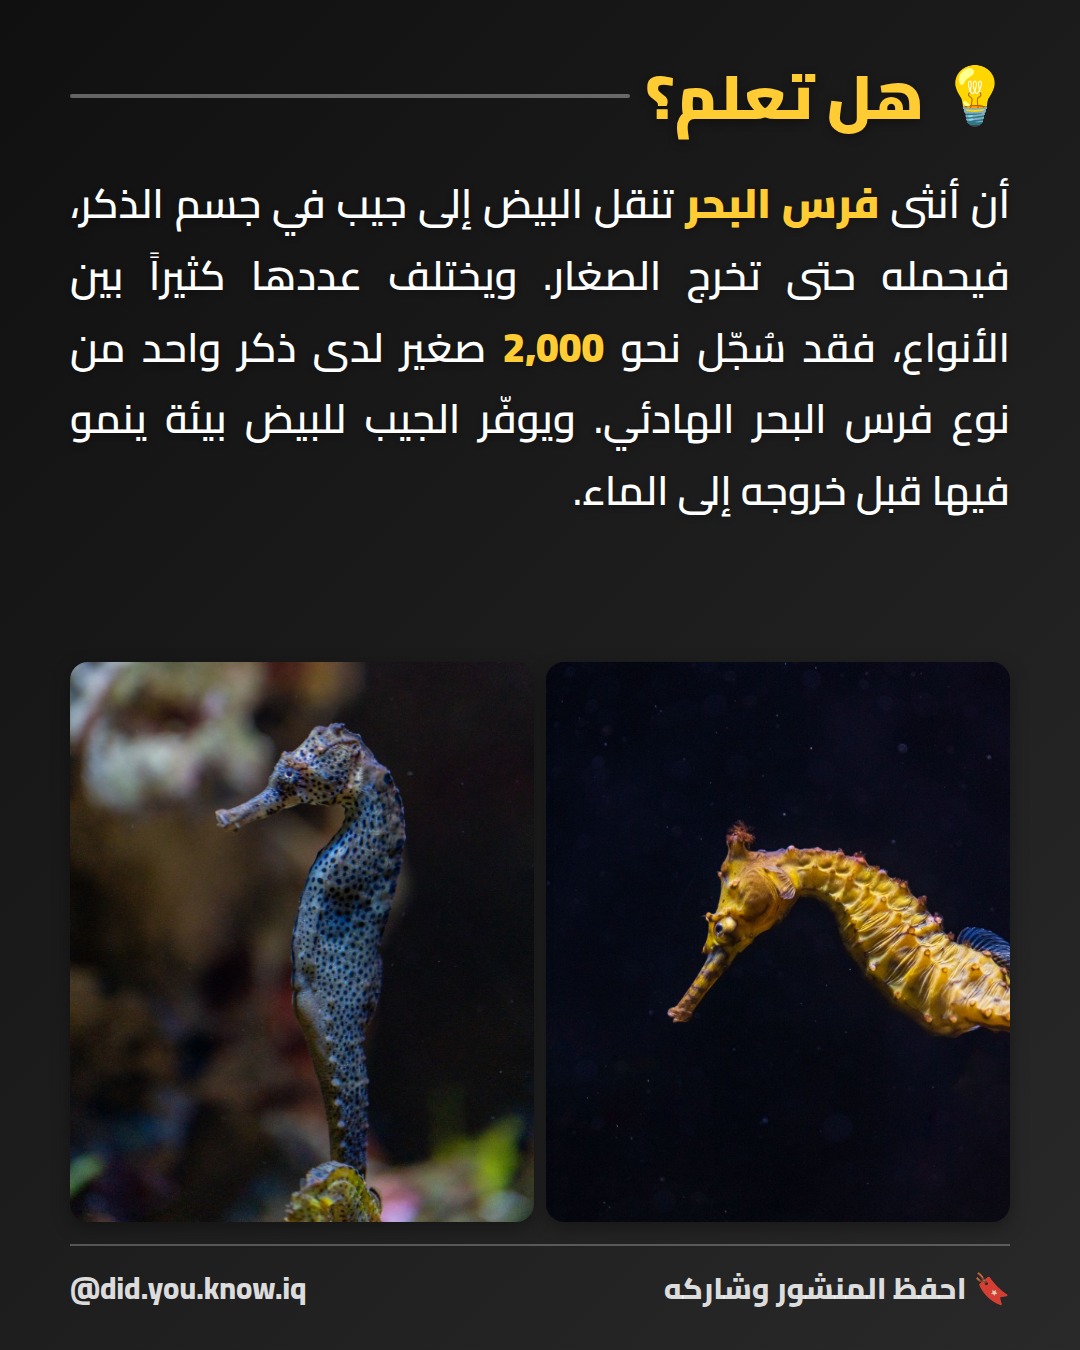 💡 هل تعلم؟
أن أنثى فرس البحر تنقل البيض إلى جيب في جسم الذكر،
فيحمله حتى تخرج الصغار. ويختلف عددها كثيراً بين
الأنواع، فقد سُجّل نحو 2,000 صغير لدى ذكر واحد من
نوع فرس البحر الهادئي. ويوفّر الجيب للبيض بيئة ينمو
فيها قبل خروجه إلى الماء.
🔖 احفظ المنشور وشاركه
@did.you.know.iq